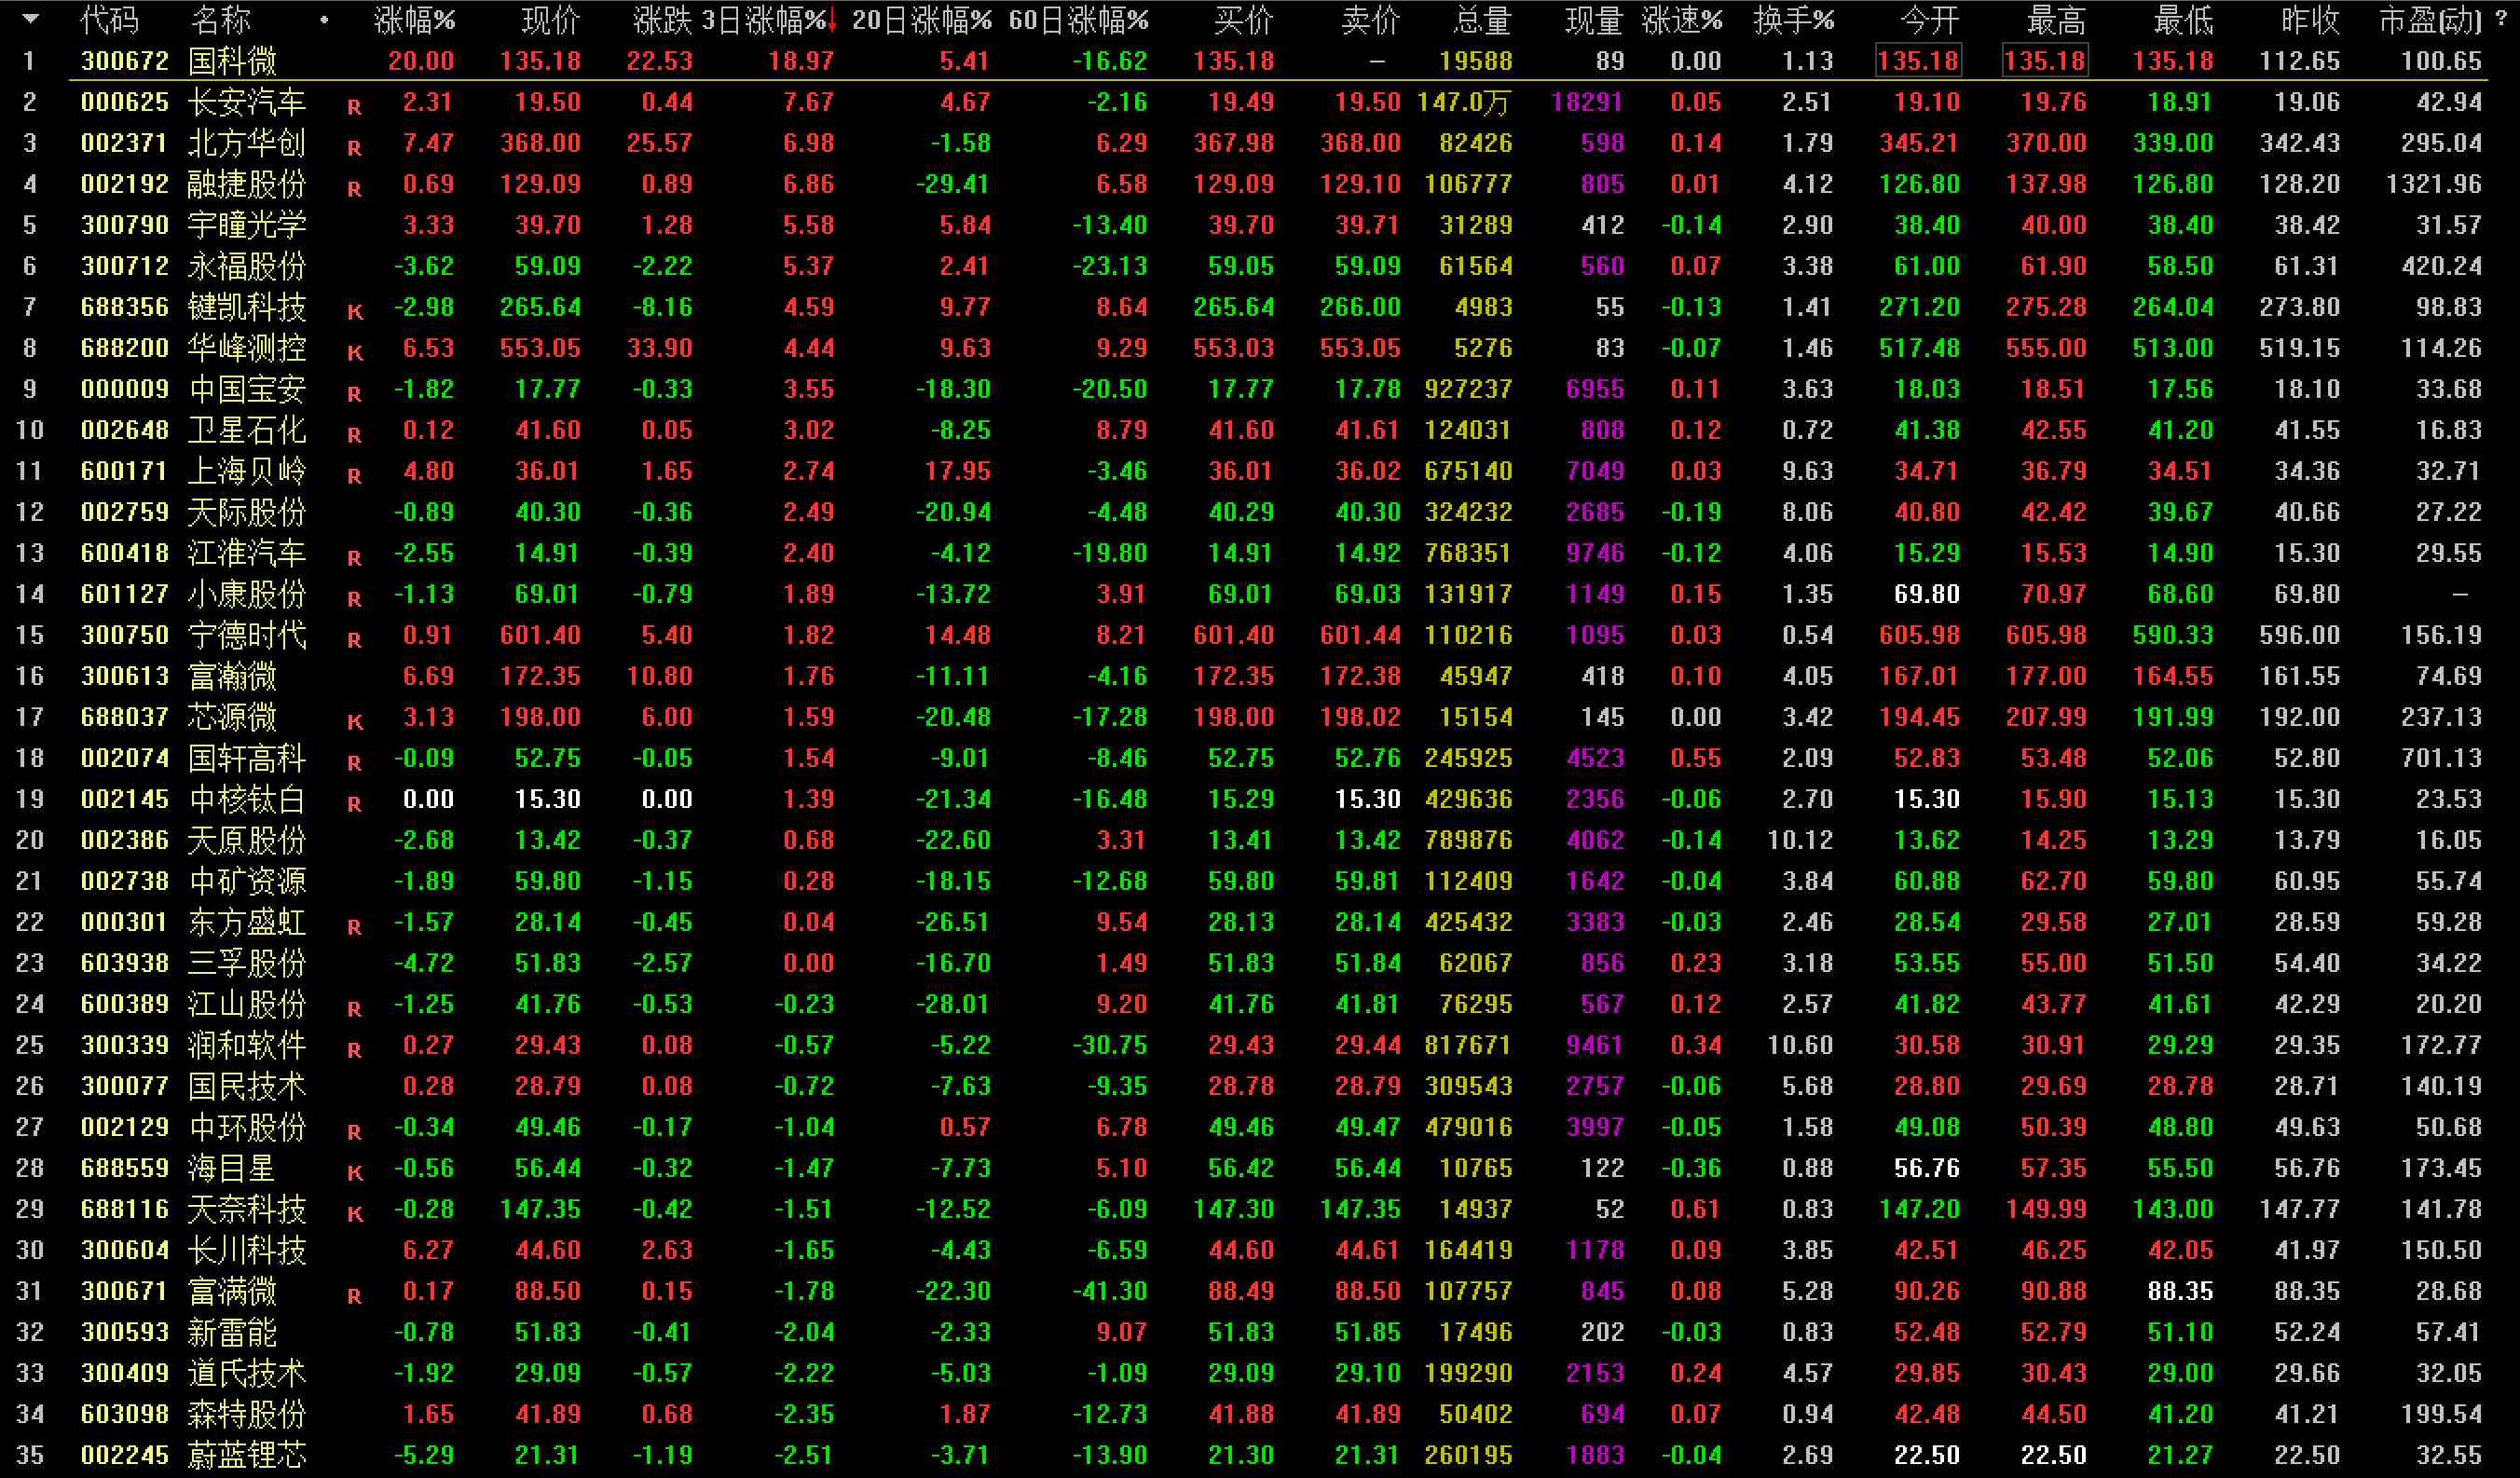 代码 名称 • 涨幅% 现价 涨跌 3日涨幅%↓ 20日涨幅% 60日涨幅% 买价 卖价 总量 现量 涨速% 换手% 今开 最高 最低 昨收 市盈(动) ?
1 300672 国科微 20.00 135.18 22.53 18.97 5.41 -16.62 135.18 — 19588 89 0.00 1.13 135.18 135.18 135.18 112.65 100.65
2 000625 长安汽车 R 2.31 19.50 0.44 7.67 4.67 -2.16 19.49 19.50 147.0万 18291 0.05 2.51 19.10 19.76 18.91 19.06 42.94
3 002371 北方华创 R 7.47 368.00 25.57 6.98 -1.58 6.29 367.98 368.00 82426 598 0.14 1.79 345.21 370.00 339.00 342.43 295.04
4 002192 融捷股份 R 0.69 129.09 0.89 6.86 -29.41 6.58 129.09 129.10 106777 805 0.01 4.12 126.80 137.98 126.80 128.20 1321.96
5 300790 宇瞳光学 3.33 39.70 1.28 5.58 5.84 -13.40 39.70 39.71 31289 412 -0.14 2.90 38.40 40.00 38.40 38.42 31.57
6 300712 永福股份 -3.62 59.09 -2.22 5.37 2.41 -23.13 59.05 59.09 61564 560 0.07 3.38 61.00 61.90 58.50 61.31 420.24
7 688356 键凯科技 K -2.98 265.64 -8.16 4.59 9.77 8.64 265.64 266.00 4983 55 -0.13 1.41 271.20 275.28 264.04 273.80 98.83
8 688200 华峰测控 K 6.53 553.05 33.90 4.44 9.63 9.29 553.03 553.05 5276 83 -0.07 1.46 517.48 555.00 513.00 519.15 114.26
9 000009 中国宝安 R -1.82 17.77 -0.33 3.55 -18.30 -20.50 17.77 17.78 927237 6955 0.11 3.63 18.03 18.51 17.56 18.10 33.68
10 002648 卫星石化 R 0.12 41.60 0.05 3.02 -8.25 8.79 41.60 41.61 124031 808 0.12 0.72 41.38 42.55 41.20 41.55 16.83
11 600171 上海贝岭 R 4.80 36.01 1.65 2.74 17.95 -3.46 36.01 36.02 675140 7049 0.03 9.63 34.71 36.79 34.51 34.36 32.71
12 002759 天际股份 -0.89 40.30 -0.36 2.49 -20.94 -4.48 40.29 40.30 324232 2685 -0.19 8.06 40.80 42.42 39.67 40.66 27.22
13 600418 江淮汽车 R -2.55 14.91 -0.39 2.40 -4.12 -19.80 14.91 14.92 768351 9746 -0.12 4.06 15.29 15.53 14.90 15.30 29.55
14 601127 小康股份 R -1.13 69.01 -0.79 1.89 -13.72 3.91 69.01 69.03 131917 1149 0.15 1.35 69.80 70.97 68.60 69.80 —
15 300750 宁德时代 R 0.91 601.40 5.40 1.82 14.48 8.21 601.40 601.44 110216 1095 0.03 0.54 605.98 605.98 590.33 596.00 156.19
16 300613 富瀚微 6.69 172.35 10.80 1.76 -11.11 -4.16 172.35 172.38 45947 418 0.10 4.05 167.01 177.00 164.55 161.55 74.69
17 688037 芯源微 K 3.13 198.00 6.00 1.59 -20.48 -17.28 198.00 198.02 15154 145 0.00 3.42 194.45 207.99 191.99 192.00 237.13
18 002074 国轩高科 R -0.09 52.75 -0.05 1.54 -9.01 -8.46 52.75 52.76 245925 4523 0.55 2.09 52.83 53.48 52.06 52.80 701.13
19 002145 中核钛白 R 0.00 15.30 0.00 1.39 -21.34 -16.48 15.29 15.30 429636 2356 -0.06 2.70 15.30 15.90 15.13 15.30 23.53
20 002386 天原股份 -2.68 13.42 -0.37 0.68 -22.60 3.31 13.41 13.42 789876 4062 -0.14 10.12 13.62 14.25 13.29 13.79 16.05
21 002738 中矿资源 -1.89 59.80 -1.15 0.28 -18.15 -12.68 59.80 59.81 112409 1642 -0.04 3.84 60.88 62.70 59.80 60.95 55.74
22 000301 东方盛虹 R -1.57 28.14 -0.45 0.04 -26.51 9.54 28.13 28.14 425432 3383 -0.03 2.46 28.54 29.58 27.01 28.59 59.28
23 603938 三孚股份 -4.72 51.83 -2.57 0.00 -16.70 1.49 51.83 51.84 62067 856 0.23 3.18 53.55 55.00 51.50 54.40 34.22
24 600389 江山股份 R -1.25 41.76 -0.53 -0.23 -28.01 9.20 41.76 41.81 76295 567 0.12 2.57 41.82 43.77 41.61 42.29 20.20
25 300339 润和软件 R 0.27 29.43 0.08 -0.57 -5.22 -30.75 29.43 29.44 817671 9461 0.34 10.60 30.58 30.91 29.29 29.35 172.77
26 300077 国民技术 0.28 28.79 0.08 -0.72 -7.63 -9.35 28.78 28.79 309543 2757 -0.06 5.68 28.80 29.69 28.78 28.71 140.19
27 002129 中环股份 R -0.34 49.46 -0.17 -1.04 0.57 6.78 49.46 49.47 479016 3997 -0.05 1.58 49.08 50.39 48.80 49.63 50.68
28 688559 海目星 K -0.56 56.44 -0.32 -1.47 -7.73 5.10 56.42 56.44 10765 122 -0.36 0.88 56.76 57.35 55.50 56.76 173.45
29 688116 天奈科技 K -0.28 147.35 -0.42 -1.51 -12.52 -6.09 147.30 147.35 14937 52 0.61 0.83 147.20 149.99 143.00 147.77 141.78
30 300604 长川科技 6.27 44.60 2.63 -1.65 -4.43 -6.59 44.60 44.61 164419 1178 0.09 3.85 42.51 46.25 42.05 41.97 150.50
31 300671 富满微 R 0.17 88.50 0.15 -1.78 -22.30 -41.30 88.49 88.50 107757 845 0.08 5.28 90.26 90.88 88.35 88.35 28.68
32 300593 新雷能 -0.78 51.83 -0.41 -2.04 -2.33 9.07 51.83 51.85 17496 202 -0.03 0.83 52.48 52.79 51.10 52.24 57.41
33 300409 道氏技术 -1.92 29.09 -0.57 -2.22 -5.03 -1.09 29.09 29.10 199290 2153 0.24 4.57 29.85 30.43 29.00 29.66 32.05
34 603098 森特股份 1.65 41.89 0.68 -2.35 1.87 -12.73 41.88 41.89 50402 694 0.07 0.94 42.48 44.50 41.20 41.21 199.54
35 002245 蔚蓝锂芯 -5.29 21.31 -1.19 -2.51 -3.71 -13.90 21.30 21.31 260195 1883 -0.04 2.69 22.50 22.50 21.27 22.50 32.55